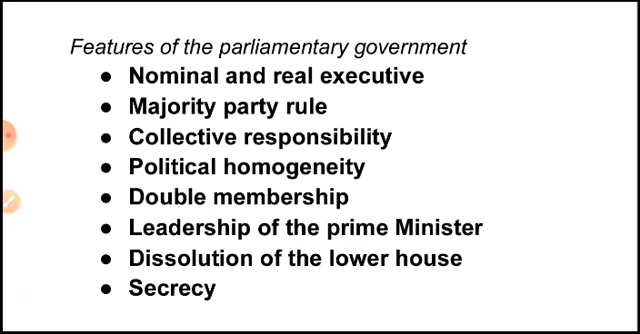 Features of the parliamentary government
● Nominal and real executive
● Majority party rule
● Collective responsibility
● Political homogeneity
● Double membership
● Leadership of the prime Minister
● Dissolution of the lower house
● Secrecy